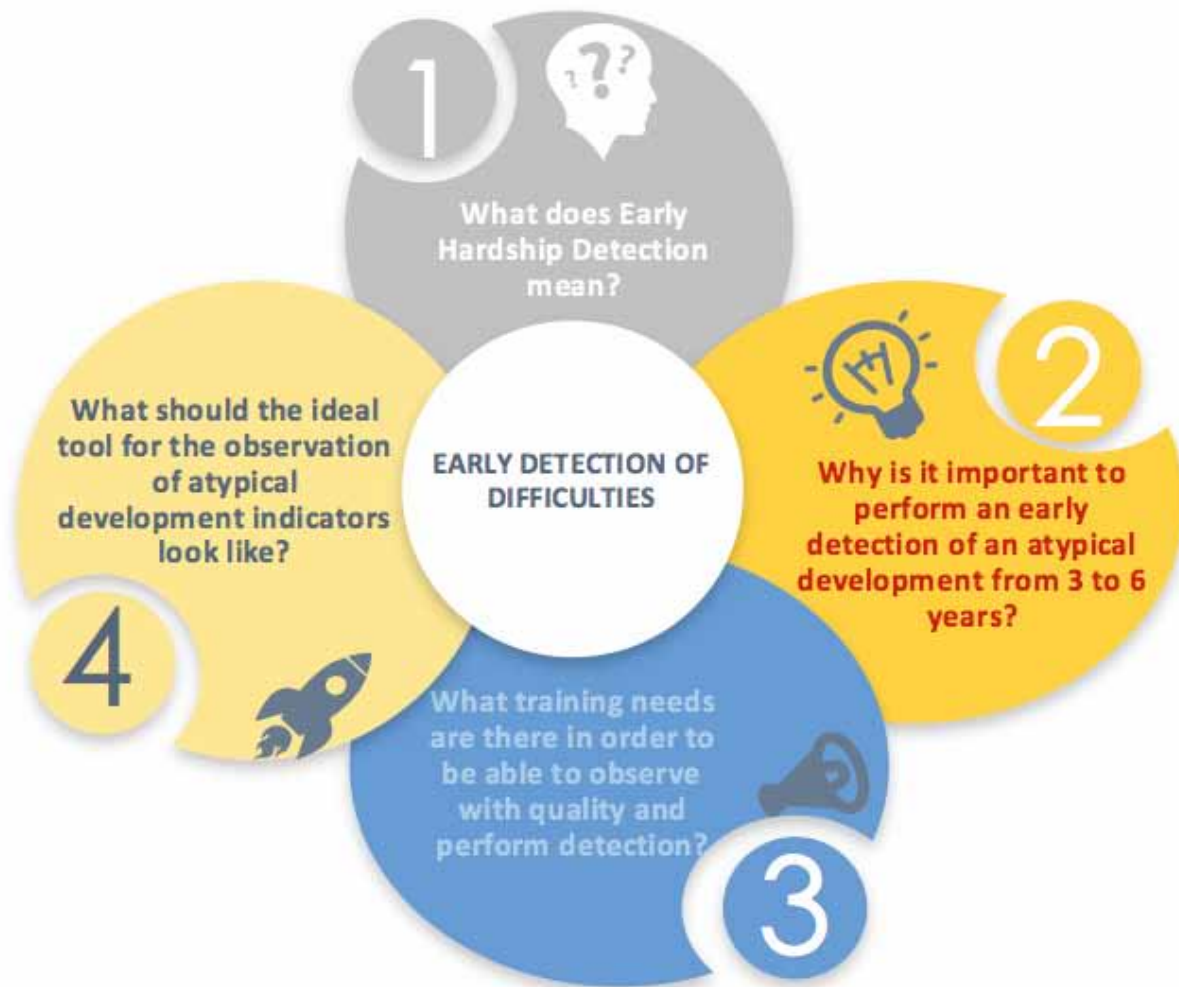 1
What does Early
Hardship Detection
mean?
2
Why is it important to
perform an early
detection of an atypical
development from 3 to 6
years?
EARLY DETECTION OF
DIFFICULTIES
What training needs
are there in order to
be able to observe
with quality and
perform detection?
3
What should the ideal
tool for the observation
of atypical
development indicators
look like?
4